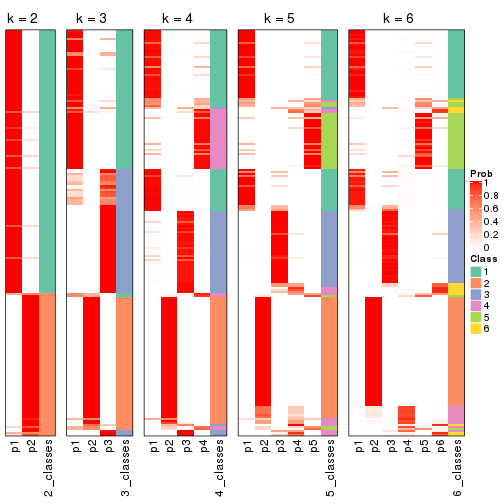 k = 2
k = 3
k = 4
k = 5
k = 6
Prob
1
0.8
0.6
0.4
0.2
0
Class
1
2
3
4
5
6
p1
p2
2_classes
p1
p2
p3
3_classes
p1
p2
p3
p4
4_classes
p1
p2
p3
p4
p5
5_classes
p1
p2
p3
p4
p5
p6
6_classes